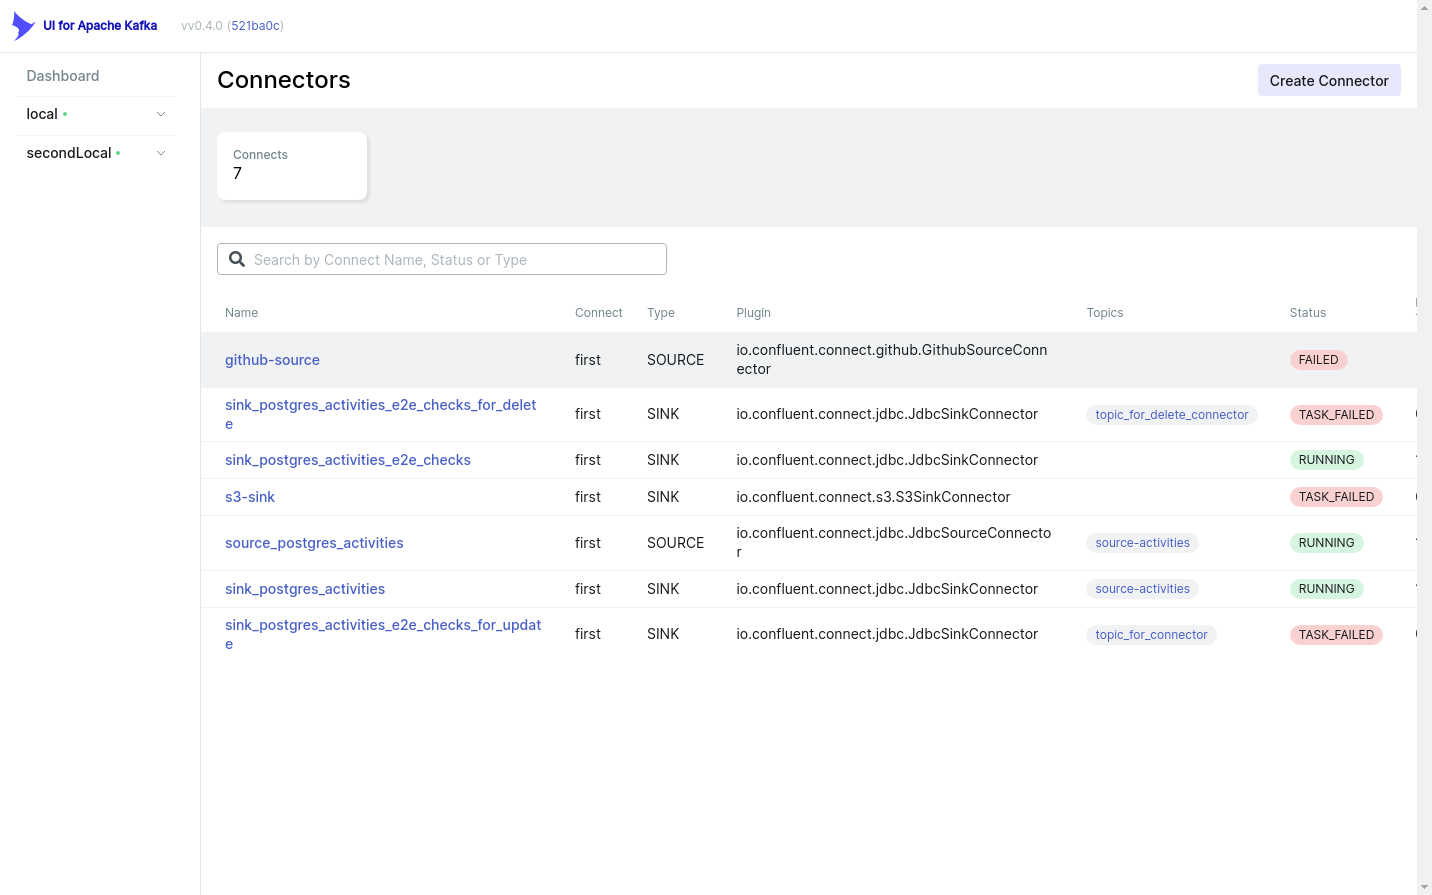 UI for Apache Kafka vv0.4.0 (521ba0c)
Dashboard
local
secondLocal
Connectors
Create Connector
Connects
7
Search by Connect Name, Status or Type
Name Connect Type Plugin Topics Status
github-source first SOURCE io.confluent.connect.github.GithubSourceConn
ector FAILED
sink_postgres_activities_e2e_checks_for_delet
e first SINK io.confluent.connect.jdbc.JdbcSinkConnector topic_for_delete_connector TASK_FAILED
sink_postgres_activities_e2e_checks first SINK io.confluent.connect.jdbc.JdbcSinkConnector RUNNING
s3-sink first SINK io.confluent.connect.s3.S3SinkConnector TASK_FAILED
source_postgres_activities first SOURCE io.confluent.connect.jdbc.JdbcSourceConnecto
r source-activities RUNNING
sink_postgres_activities first SINK io.confluent.connect.jdbc.JdbcSinkConnector source-activities RUNNING
sink_postgres_activities_e2e_checks_for_updat
e first SINK io.confluent.connect.jdbc.JdbcSinkConnector topic_for_connector TASK_FAILED